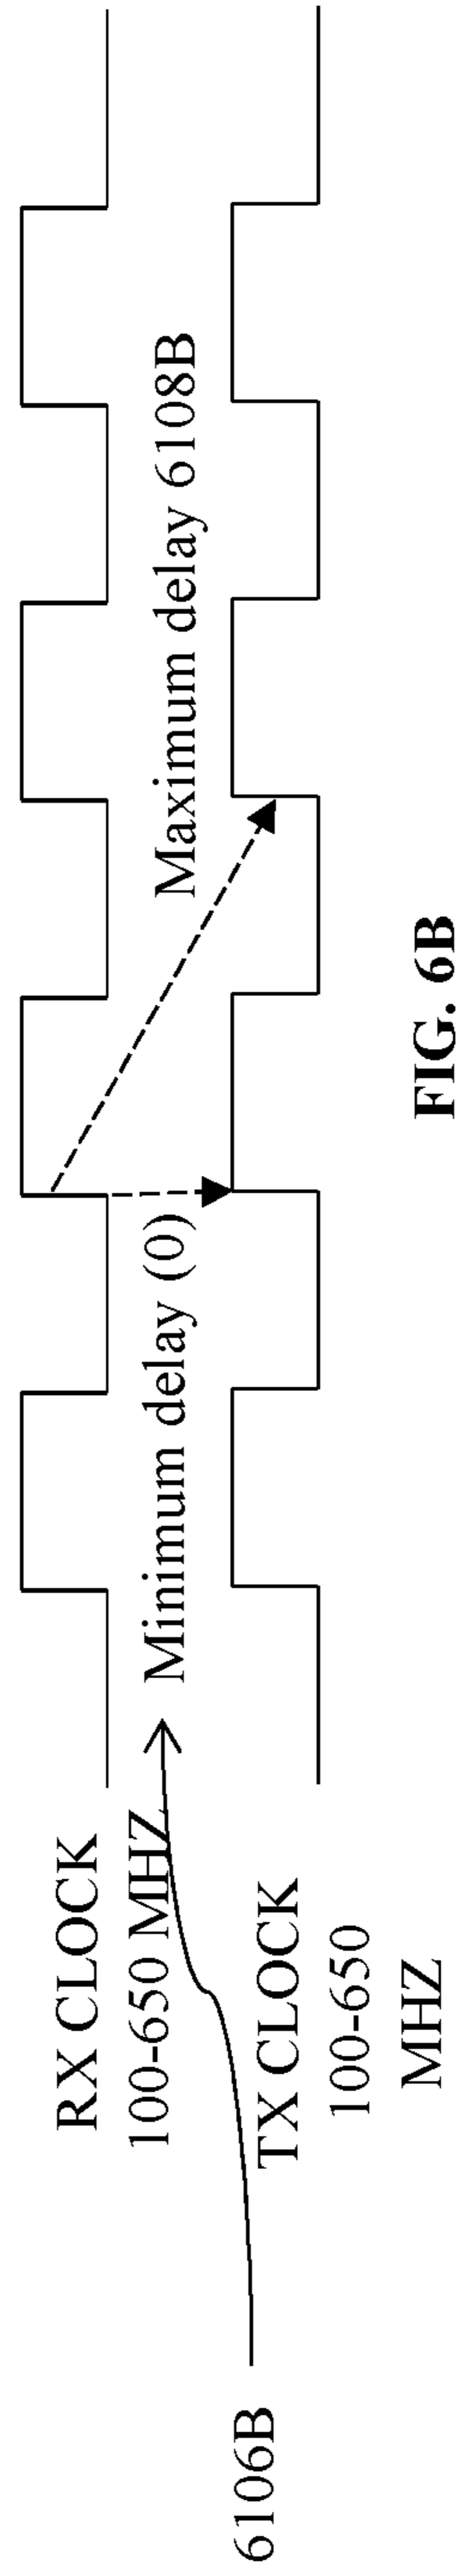 RX CLOCK
100-650 MHZ
Minimum delay (0)
Maximum delay 6108B
6106B
TX CLOCK
100-650
MHZ
FIG. 6B